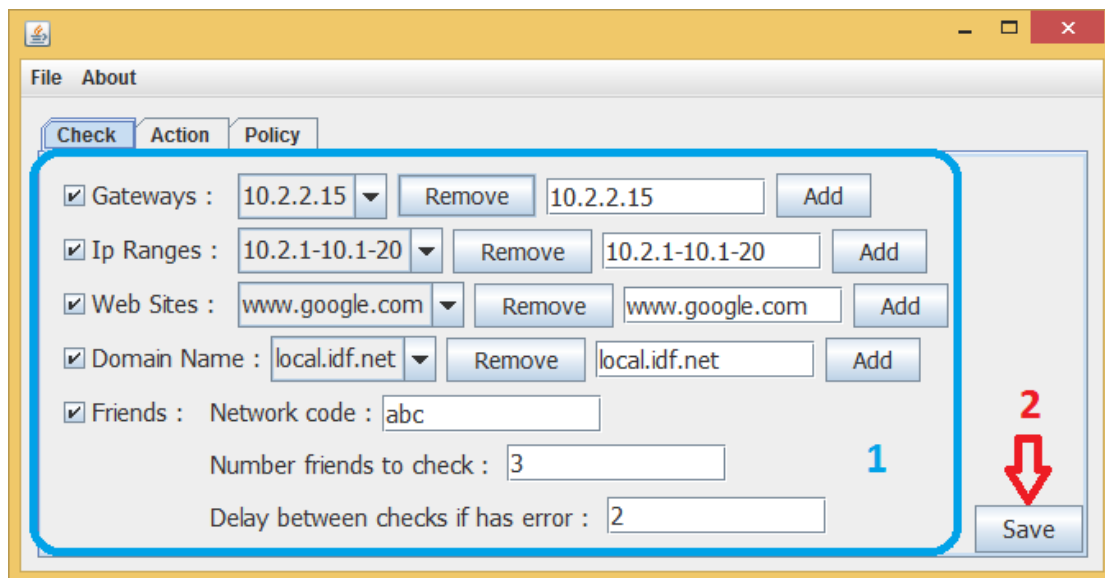 File About
Check Action Policy
Gateways : 10.2.2.15 Remove 10.2.2.15 Add
Ip Ranges : 10.2.1-10.1-20 Remove 10.2.1-10.1-20 Add
Web Sites : www.google.com Remove www.google.com Add
Domain Name : local.idf.net Remove local.idf.net Add
Friends : Network code : abc
2
Number friends to check : 3
1
Delay between checks if has error : 2
Save